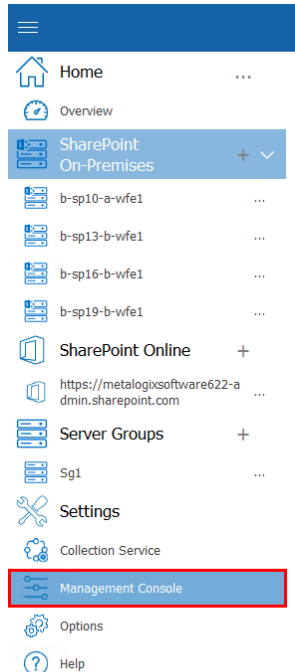 Home ...
Overview
SharePoint
On-Premises +
b-sp10-a-wfe1 ...
b-sp13-b-wfe1 ...
b-sp16-b-wfe1 ...
b-sp19-b-wfe1 ...
SharePoint Online +
https://metalogixsoftware622-a
dmin.sharepoint.com ...
Server Groups +
Sg1 ...
Settings
Collection Service
Management Console
Options
? Help